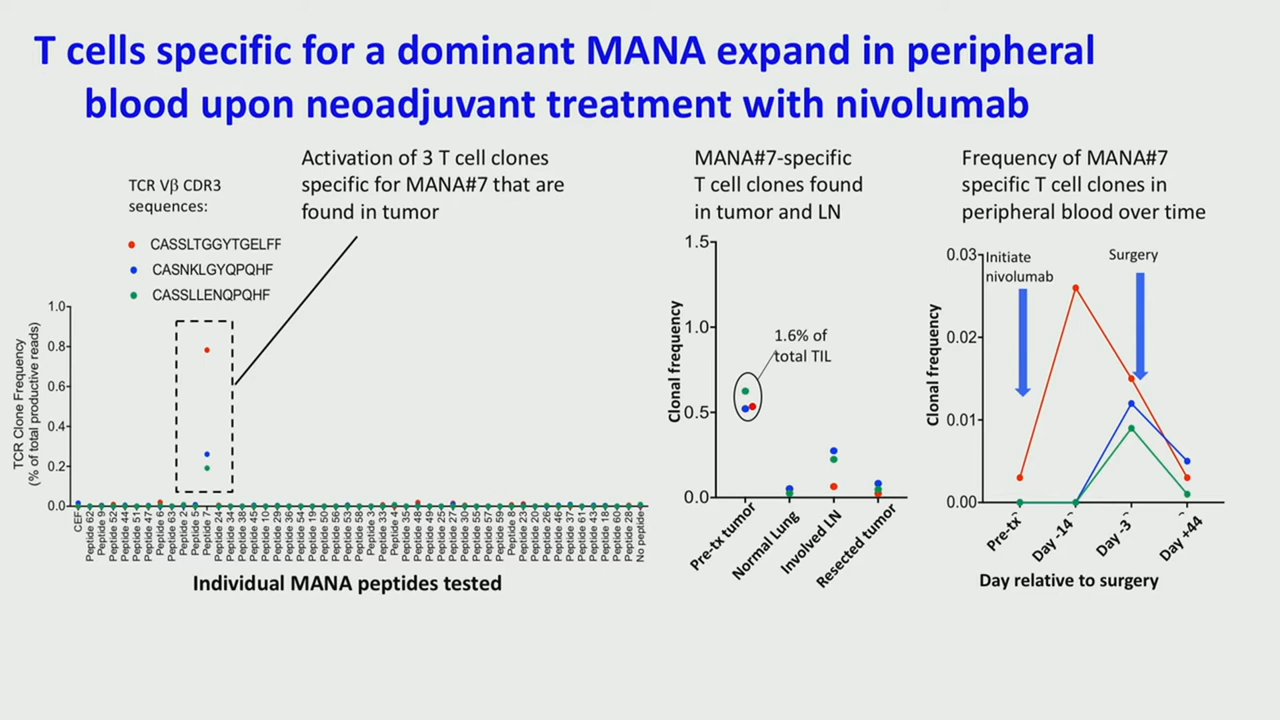 T cells specific for a dominant MANA expand in peripheral
blood upon neoadjuvant treatment with nivolumab
TCR Vβ CDR3
sequences:
CASSLTGGYTGELFF
CASNKLGYQPQHF
CASSLLENQPQHF
Activation of 3 T cell clones
specific for MANA#7 that are
found in tumor
TCR Clone Frequency
(% of total productive reads)
1.0
0.8
0.6
0.4
0.2
0.0
CEF
Peptide 62
Peptide 9
Peptide 52
Peptide 44
Peptide 51
Peptide 47
Peptide 6
Peptide 63
Peptide 2
Peptide 5
Peptide 7
Peptide 24
Peptide 34
Peptide 38
Peptide 45
Peptide 10
Peptide 29
Peptide 36
Peptide 54
Peptide 19
Peptide 50
Peptide 56
Peptide 53
Peptide 58
Peptide 3
Peptide 33
Peptide 4
Peptide 35
Peptide 48
Peptide 49
Peptide 25
Peptide 27
Peptide 30
Peptide 55
Peptide 57
Peptide 59
Peptide 8
Peptide 23
Peptide 20
Peptide 26
Peptide 46
Peptide 37
Peptide 61
Peptide 43
Peptide 18
Peptide 60
Peptide 28
No peptide
Individual MANA peptides tested
MANA#7-specific
T cell clones found
in tumor and LN
Clonal frequency
1.5
1.0
0.5
0.0
1.6% of
total TIL
Pre-tx tumor
Normal Lung
Involved LN
Resected tumor
Frequency of MANA#7
specific T cell clones in
peripheral blood over time
Clonal frequency
0.03
0.02
0.01
0.00
Initiate
nivolumab
Surgery
Pre-tx
Day -14
Day -3
Day +44
Day relative to surgery